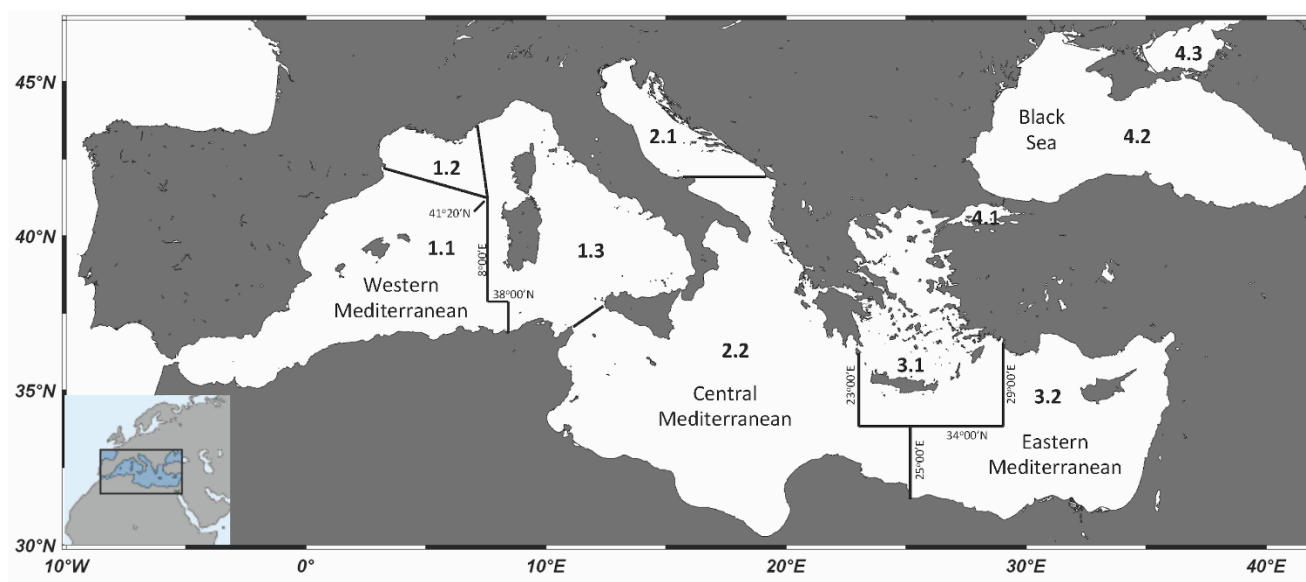 45°N
40°N
35°N
30°N
10°W
0°
10°E
20°E
30°E
40°E
4.3
Black
Sea
4.2
2.1
1.2
41°20'N
4.1
1.1
8°00'E
1.3
38°00'N
Western
Mediterranean
2.2
Central
Mediterranean
3.1
23°00'E
29°00'E
34°00'N
25°00'E
3.2
Eastern
Mediterranean